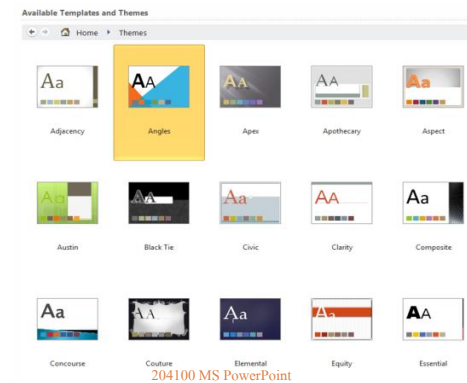 Available Templates and Themes
Home Themes
Aa AA AA AA Aa
Adjacency Angles Apex Apothecary Aspect
Aa AA Aa AA Aa
Austin Black Tie Civic Clarity Composite
Aa AA Aa Aa AA
Concourse Couture Elemental Equity Essential
204100 MS PowerPoint